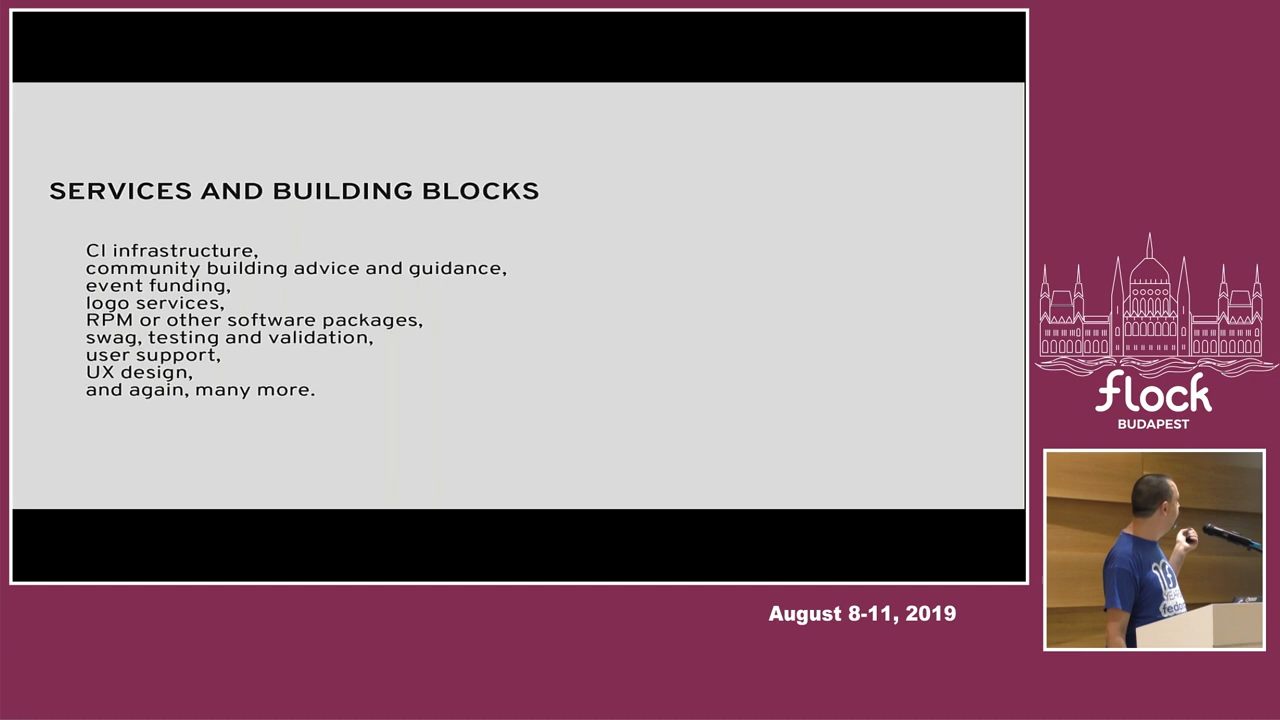 SERVICES AND BUILDING BLOCKS
CI infrastructure,
community building advice and guidance,
event funding,
logo services,
RPM or other software packages,
swag, testing and validation,
user support,
UX design,
and again, many more.
flock
BUDAPEST
August 8-11, 2019
10